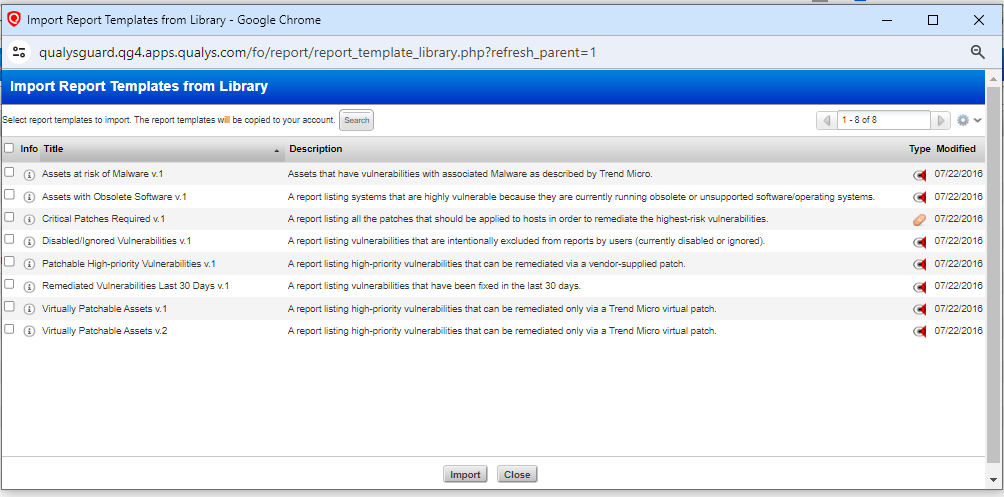 Import Report Templates from Library - Google Chrome
qualysguard.qg4.apps.qualys.com/fo/report/report_template_library.php?refresh_parent=1
Import Report Templates from Library
Select report templates to import. The report templates will be copied to your account. Search 1 - 8 of 8
Info Title Description Type Modified
Assets at risk of Malware v.1 Assets that have vulnerabilities with associated Malware as described by Trend Micro. 07/22/2016
Assets with Obsolete Software v.1 A report listing systems that are highly vulnerable because they are currently running obsolete or unsupported software/operating systems. 07/22/2016
Critical Patches Required v.1 A report listing all the patches that should be applied to hosts in order to remediate the highest-risk vulnerabilities. 07/22/2016
Disabled/Ignored Vulnerabilities v.1 A report listing vulnerabilities that are intentionally excluded from reports by users (currently disabled or ignored). 07/22/2016
Patchable High-priority Vulnerabilities v.1 A report listing high-priority vulnerabilities that can be remediated via a vendor-supplied patch. 07/22/2016
Remediated Vulnerabilities Last 30 Days v.1 A report listing vulnerabilities that have been fixed in the last 30 days. 07/22/2016
Virtually Patchable Assets v.1 A report listing high-priority vulnerabilities that can be remediated only via a Trend Micro virtual patch. 07/22/2016
Virtually Patchable Assets v.2 A report listing high-priority vulnerabilities that can be remediated only via a Trend Micro virtual patch. 07/22/2016
Import Close